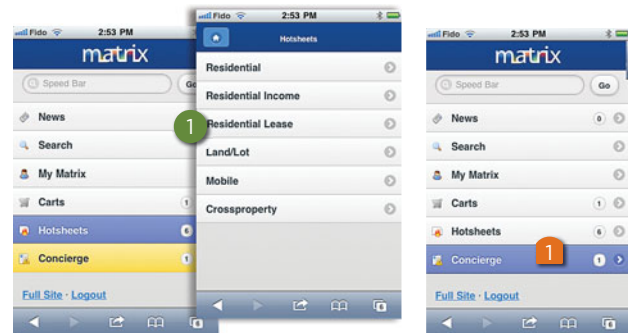 Fido 2:53 PM
matrix
Speed Bar
Go
News
Search
My Matrix
Carts 1
Hotsheets 6
Concierge 1
Full Site · Logout
6
Fido 2:53 PM
Hotsheets
Residential
Residential Income
1
Residential Lease
Land/Lot
Mobile
Crossproperty
6
Fido 2:53 PM
matrix
Speed Bar Go
News 0
Search
My Matrix
Carts 1
Hotsheets 6
Concierge 1 1
Full Site · Logout
6